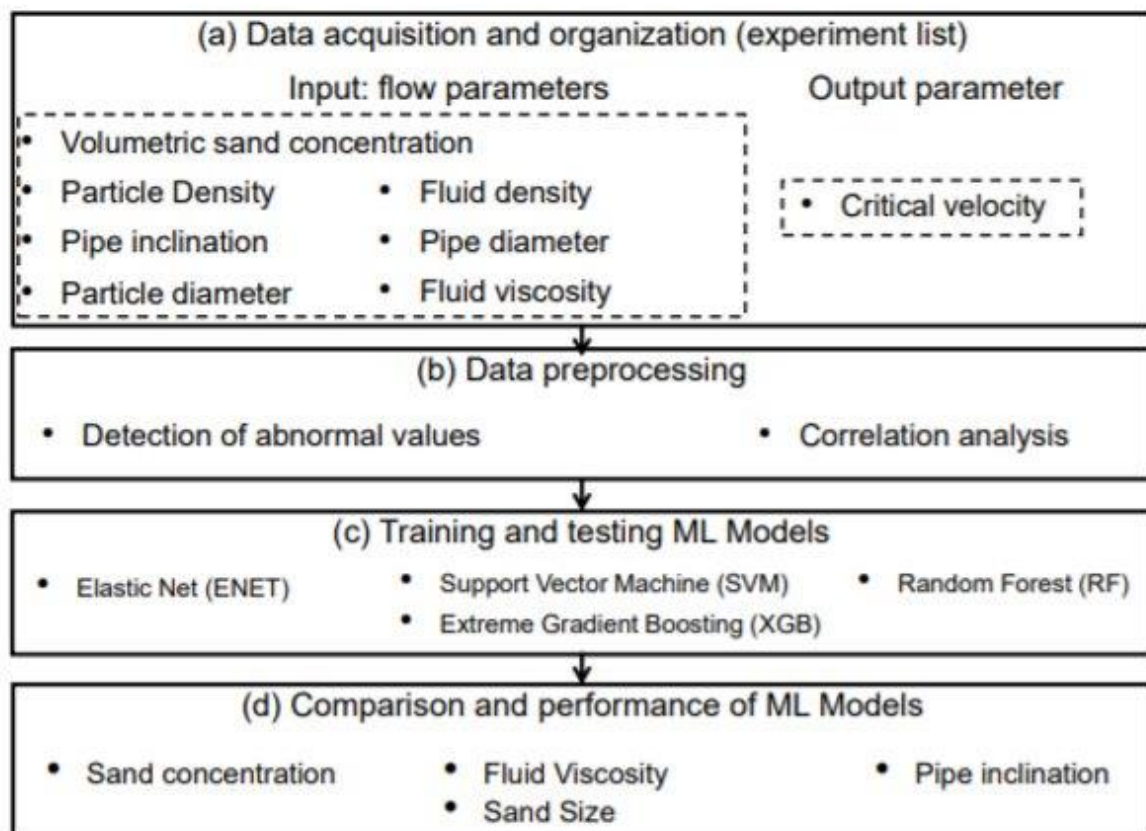 (a) Data acquisition and organization (experiment list)
Input: flow parameters Output parameter
• Volumetric sand concentration
• Particle Density • Fluid density
• Critical velocity
• Pipe inclination • Pipe diameter
• Particle diameter • Fluid viscosity
(b) Data preprocessing
• Detection of abnormal values • Correlation analysis
(c) Training and testing ML Models
• Elastic Net (ENET) • Support Vector Machine (SVM) • Random Forest (RF)
• Extreme Gradient Boosting (XGB)
(d) Comparison and performance of ML Models
• Sand concentration • Fluid Viscosity • Pipe inclination
• Sand Size